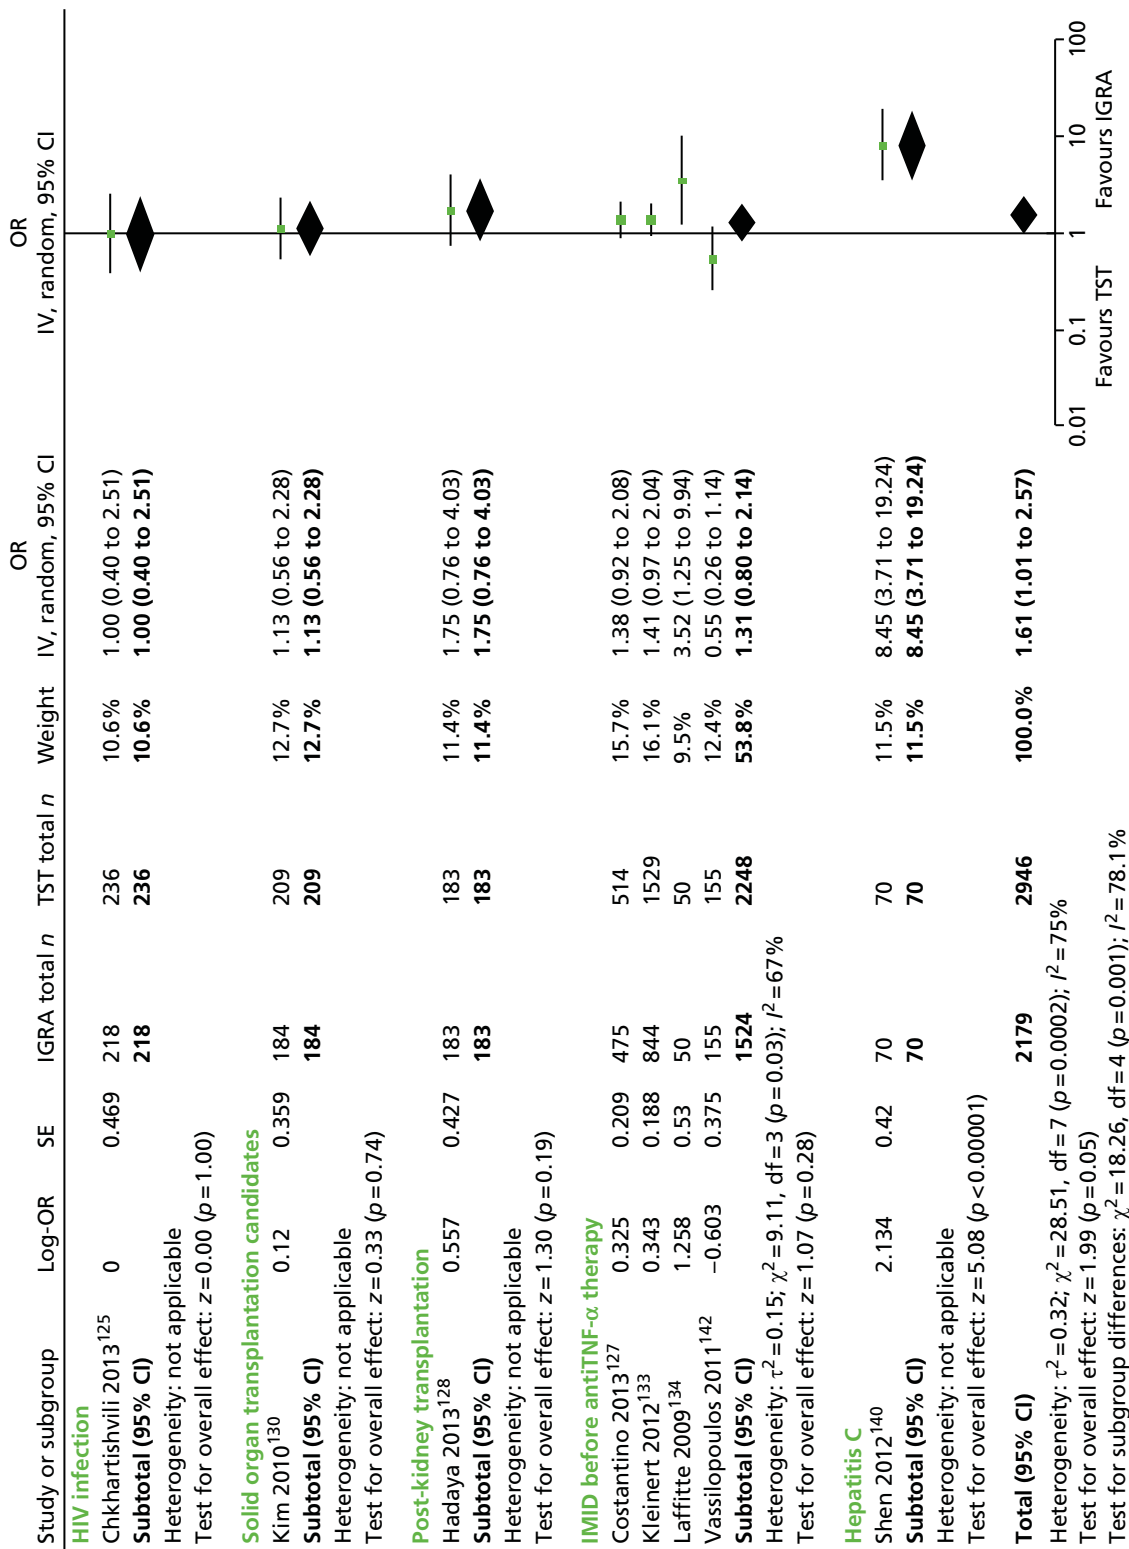 OR OR
Study or subgroup Log-OR SE IGRA total n TST total n Weight IV, random, 95% CI IV, random, 95% CI
HIV infection
Chkhartishvili 2013125 0 0.469 218 236 10.6% 1.00 (0.40 to 2.51)
Subtotal (95% CI) 218 236 10.6% 1.00 (0.40 to 2.51)
Heterogeneity: not applicable
Test for overall effect: z=0.00 (p=1.00)
Solid organ transplantation candidates
Kim 2010130 0.12 0.359 184 209 12.7% 1.13 (0.56 to 2.28)
Subtotal (95% CI) 184 209 12.7% 1.13 (0.56 to 2.28)
Heterogeneity: not applicable
Test for overall effect: z=0.33 (p=0.74)
Post-kidney transplantation
Hadaya 2013128 0.557 0.427 183 183 11.4% 1.75 (0.76 to 4.03)
Subtotal (95% CI) 183 183 11.4% 1.75 (0.76 to 4.03)
Heterogeneity: not applicable
Test for overall effect: z=1.30 (p=0.19)
IMID before antiTNF-α therapy
Costantino 2013127 0.325 0.209 475 514 15.7% 1.38 (0.92 to 2.08)
Kleinert 2012133 0.343 0.188 844 1529 16.1% 1.41 (0.97 to 2.04)
Laffitte 2009134 1.258 0.53 50 50 9.5% 3.52 (1.25 to 9.94)
Vassilopoulos 2011142 −0.603 0.375 155 155 12.4% 0.55 (0.26 to 1.14)
Subtotal (95% CI) 1524 2248 53.8% 1.31 (0.80 to 2.14)
Heterogeneity: τ2=0.15; χ2=9.11, df=3 (p=0.03); I2=67%
Test for overall effect: z=1.07 (p=0.28)
Hepatitis C
Shen 2012140 2.134 0.42 70 70 11.5% 8.45 (3.71 to 19.24)
Subtotal (95% CI) 70 70 11.5% 8.45 (3.71 to 19.24)
Heterogeneity: not applicable
Test for overall effect: z=5.08 (p<0.00001)
Total (95% CI) 2179 2946 100.0% 1.61 (1.01 to 2.57)
Heterogeneity: τ2=0.32; χ2=28.51, df=7 (p=0.0002); I2=75%
Test for overall effect: z=1.99 (p=0.05)
Test for subgroup differences: χ2=18.26, df=4 (p=0.001); I2=78.1%
0.01 0.1 1 10 100
Favours TST Favours IGRA